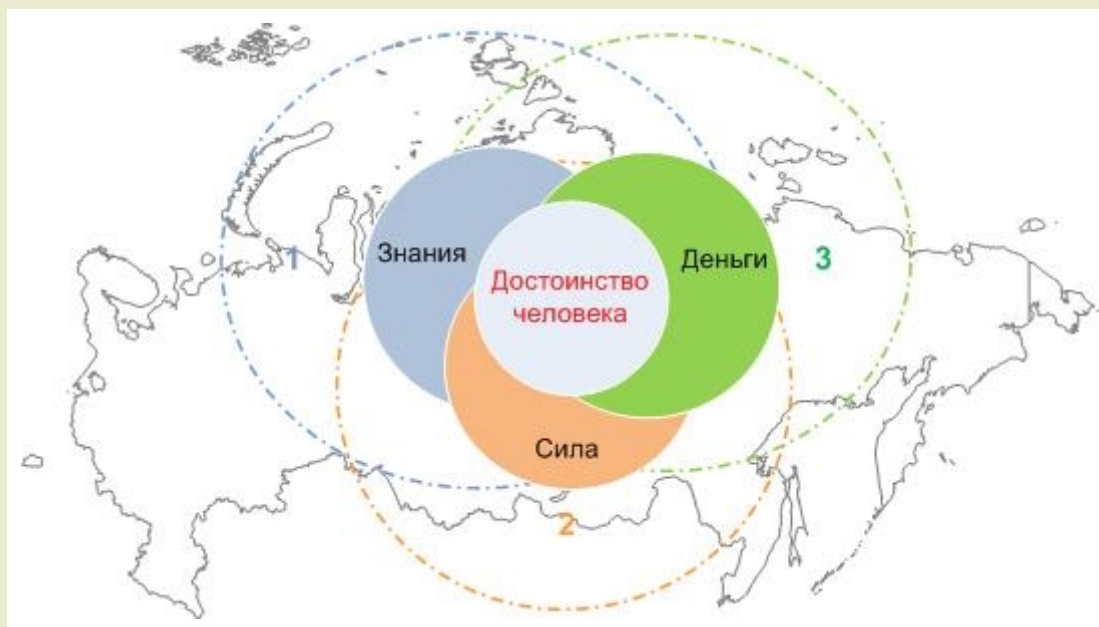 Знания
Деньги
1
3
Достоинство
человека
Сила
2